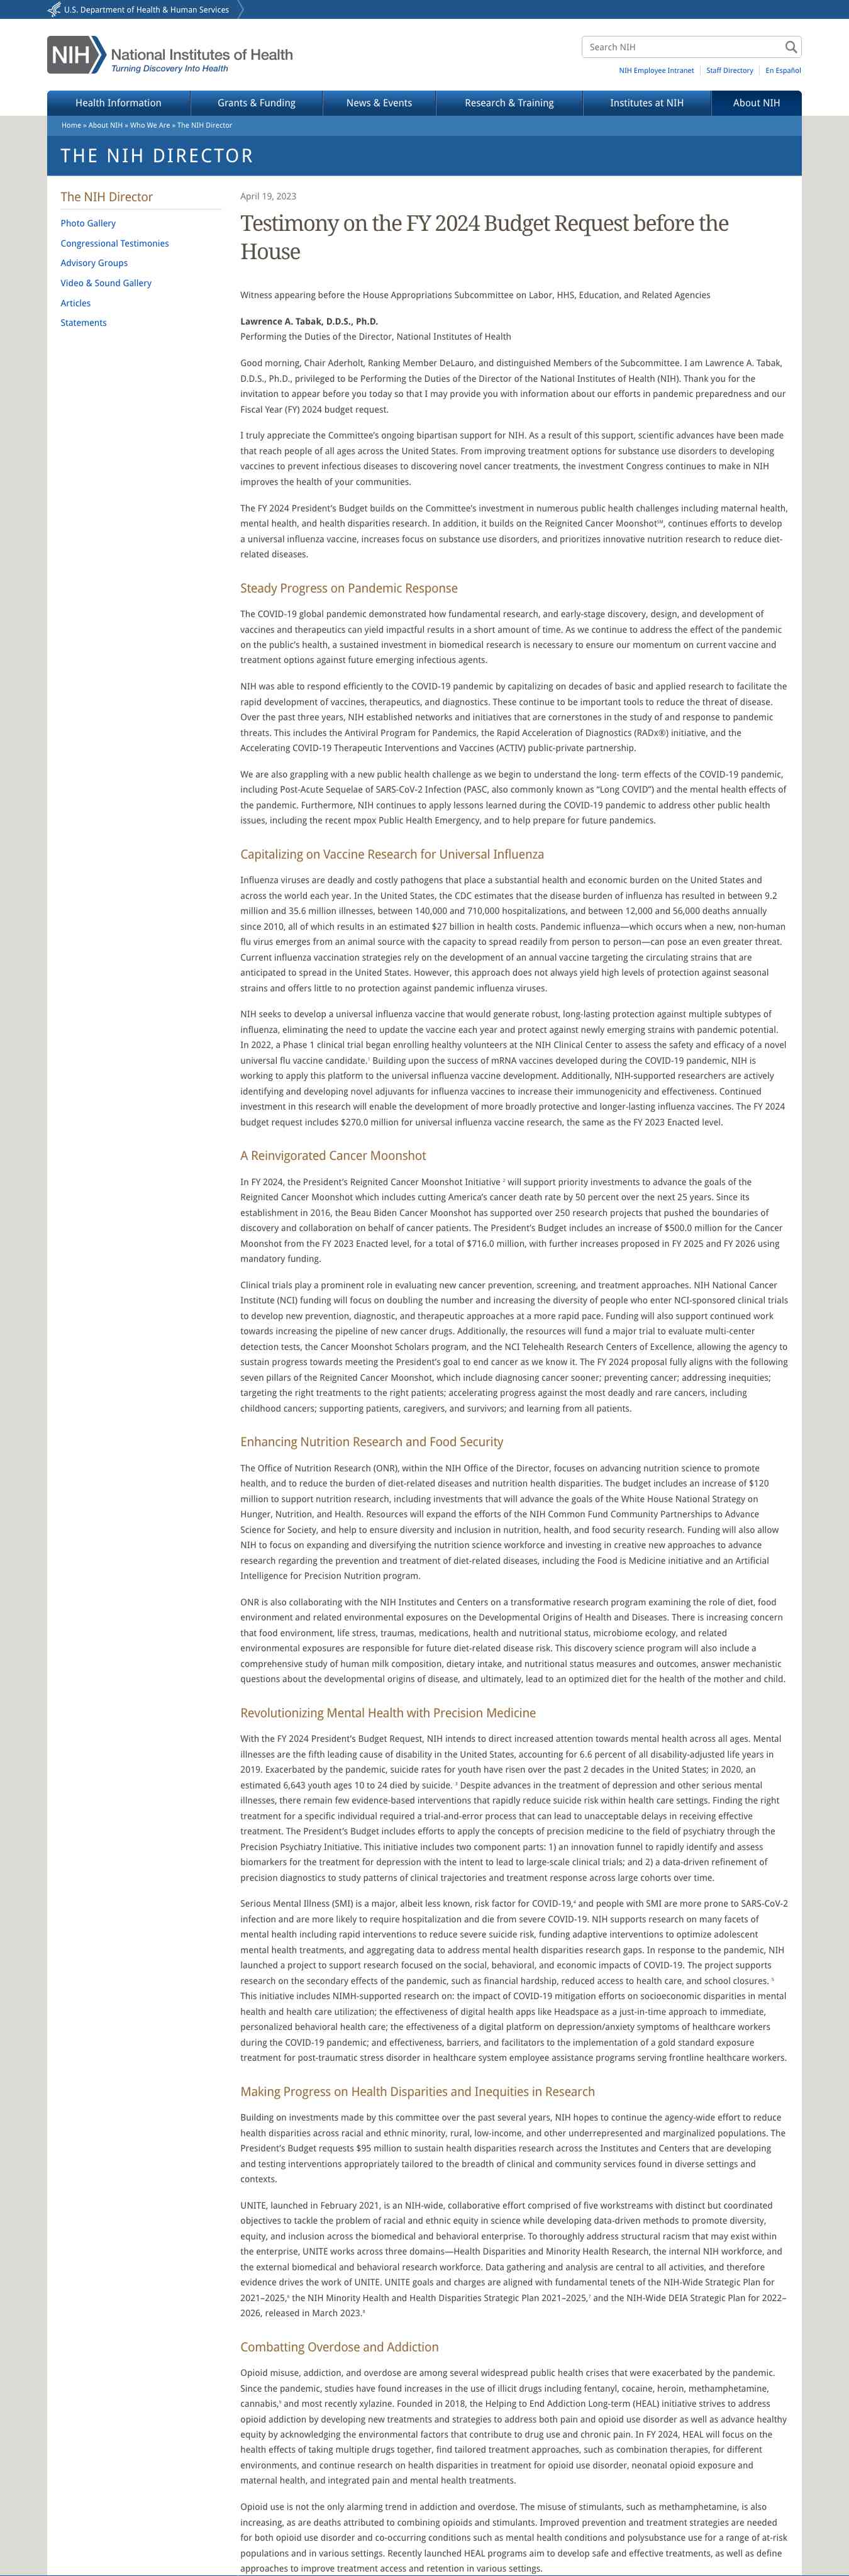 U.S. Department of Health & Human Services
NIH National Institutes of Health
Turning Discovery Into Health
Search NIH
NIH Employee Intranet | Staff Directory | En Español
Health Information
Grants & Funding
News & Events
Research & Training
Institutes at NIH
About NIH
Home » About NIH » Who We Are » The NIH Director
THE NIH DIRECTOR
The NIH Director
Photo Gallery
Congressional Testimonies
Advisory Groups
Video & Sound Gallery
Articles
Statements
April 19, 2023
Testimony on the FY 2024 Budget Request before the
House
Witness appearing before the House Appropriations Subcommittee on Labor, HHS, Education, and Related Agencies
Lawrence A. Tabak, D.D.S., Ph.D.
Performing the Duties of the Director, National Institutes of Health
Good morning, Chair Aderholt, Ranking Member DeLauro, and distinguished Members of the Subcommittee. I am Lawrence A. Tabak,
D.D.S., Ph.D., privileged to be Performing the Duties of the Director of the National Institutes of Health (NIH). Thank you for the
invitation to appear before you today so that I may provide you with information about our efforts in pandemic preparedness and our
Fiscal Year (FY) 2024 budget request.
I truly appreciate the Committee’s ongoing bipartisan support for NIH. As a result of this support, scientific advances have been made
that reach people of all ages across the United States. From improving treatment options for substance use disorders to developing
vaccines to prevent infectious diseases to discovering novel cancer treatments, the investment Congress continues to make in NIH
improves the health of your communities.
The FY 2024 President’s Budget builds on the Committee’s investment in numerous public health challenges including maternal health,
mental health, and health disparities research. In addition, it builds on the Reignited Cancer Moonshot℠, continues efforts to develop
a universal influenza vaccine, increases focus on substance use disorders, and prioritizes innovative nutrition research to reduce diet-
related diseases.
Steady Progress on Pandemic Response
The COVID-19 global pandemic demonstrated how fundamental research, and early-stage discovery, design, and development of
vaccines and therapeutics can yield impactful results in a short amount of time. As we continue to address the effect of the pandemic
on the public’s health, a sustained investment in biomedical research is necessary to ensure our momentum on current vaccine and
treatment options against future emerging infectious agents.
NIH was able to respond efficiently to the COVID-19 pandemic by capitalizing on decades of basic and applied research to facilitate the
rapid development of vaccines, therapeutics, and diagnostics. These continue to be important tools to reduce the threat of disease.
Over the past three years, NIH established networks and initiatives that are cornerstones in the study of and response to pandemic
threats. This includes the Antiviral Program for Pandemics, the Rapid Acceleration of Diagnostics (RADx®) initiative, and the
Accelerating COVID-19 Therapeutic Interventions and Vaccines (ACTIV) public-private partnership.
We are also grappling with a new public health challenge as we begin to understand the long- term effects of the COVID-19 pandemic,
including Post-Acute Sequelae of SARS-CoV-2 Infection (PASC, also commonly known as “Long COVID”) and the mental health effects of
the pandemic. Furthermore, NIH continues to apply lessons learned during the COVID-19 pandemic to address other public health
issues, including the recent mpox Public Health Emergency, and to help prepare for future pandemics.
Capitalizing on Vaccine Research for Universal Influenza
Influenza viruses are deadly and costly pathogens that place a substantial health and economic burden on the United States and
across the world each year. In the United States, the CDC estimates that the disease burden of influenza has resulted in between 9.2
million and 35.6 million illnesses, between 140,000 and 710,000 hospitalizations, and between 12,000 and 56,000 deaths annually
since 2010, all of which results in an estimated $27 billion in health costs. Pandemic influenza—which occurs when a new, non-human
flu virus emerges from an animal source with the capacity to spread readily from person to person—can pose an even greater threat.
Current influenza vaccination strategies rely on the development of an annual vaccine targeting the circulating strains that are
anticipated to spread in the United States. However, this approach does not always yield high levels of protection against seasonal
strains and offers little to no protection against pandemic influenza viruses.
NIH seeks to develop a universal influenza vaccine that would generate robust, long-lasting protection against multiple subtypes of
influenza, eliminating the need to update the vaccine each year and protect against newly emerging strains with pandemic potential.
In 2022, a Phase 1 clinical trial began enrolling healthy volunteers at the NIH Clinical Center to assess the safety and efficacy of a novel
universal flu vaccine candidate.¹ Building upon the success of mRNA vaccines developed during the COVID-19 pandemic, NIH is
working to apply this platform to the universal influenza vaccine development. Additionally, NIH-supported researchers are actively
identifying and developing novel adjuvants for influenza vaccines to increase their immunogenicity and effectiveness. Continued
investment in this research will enable the development of more broadly protective and longer-lasting influenza vaccines. The FY 2024
budget request includes $270.0 million for universal influenza vaccine research, the same as the FY 2023 Enacted level.
A Reinvigorated Cancer Moonshot
In FY 2024, the President’s Reignited Cancer Moonshot Initiative ² will support priority investments to advance the goals of the
Reignited Cancer Moonshot which includes cutting America’s cancer death rate by 50 percent over the next 25 years. Since its
establishment in 2016, the Beau Biden Cancer Moonshot has supported over 250 research projects that pushed the boundaries of
discovery and collaboration on behalf of cancer patients. The President’s Budget includes an increase of $500.0 million for the Cancer
Moonshot from the FY 2023 Enacted level, for a total of $716.0 million, with further increases proposed in FY 2025 and FY 2026 using
mandatory funding.
Clinical trials play a prominent role in evaluating new cancer prevention, screening, and treatment approaches. NIH National Cancer
Institute (NCI) funding will focus on doubling the number and increasing the diversity of people who enter NCI-sponsored clinical trials
to develop new prevention, diagnostic, and therapeutic approaches at a more rapid pace. Funding will also support continued work
towards increasing the pipeline of new cancer drugs. Additionally, the resources will fund a major trial to evaluate multi-center
detection tests, the Cancer Moonshot Scholars program, and the NCI Telehealth Research Centers of Excellence, allowing the agency to
sustain progress towards meeting the President’s goal to end cancer as we know it. The FY 2024 proposal fully aligns with the following
seven pillars of the Reignited Cancer Moonshot, which include diagnosing cancer sooner; preventing cancer; addressing inequities;
targeting the right treatments to the right patients; accelerating progress against the most deadly and rare cancers, including
childhood cancers; supporting patients, caregivers, and survivors; and learning from all patients.
Enhancing Nutrition Research and Food Security
The Office of Nutrition Research (ONR), within the NIH Office of the Director, focuses on advancing nutrition science to promote
health, and to reduce the burden of diet-related diseases and nutrition health disparities. The budget includes an increase of $120
million to support nutrition research, including investments that will advance the goals of the White House National Strategy on
Hunger, Nutrition, and Health. Resources will expand the efforts of the NIH Common Fund Community Partnerships to Advance
Science for Society, and help to ensure diversity and inclusion in nutrition, health, and food security research. Funding will also allow
NIH to focus on expanding and diversifying the nutrition science workforce and investing in creative new approaches to advance
research regarding the prevention and treatment of diet-related diseases, including the Food is Medicine initiative and an Artificial
Intelligence for Precision Nutrition program.
ONR is also collaborating with the NIH Institutes and Centers on a transformative research program examining the role of diet, food
environment and related environmental exposures on the Developmental Origins of Health and Diseases. There is increasing concern
that food environment, life stress, traumas, medications, health and nutritional status, microbiome ecology, and related
environmental exposures are responsible for future diet-related disease risk. This discovery science program will also include a
comprehensive study of human milk composition, dietary intake, and nutritional status measures and outcomes, answer mechanistic
questions about the developmental origins of disease, and ultimately, lead to an optimized diet for the health of the mother and child.
Revolutionizing Mental Health with Precision Medicine
With the FY 2024 President’s Budget Request, NIH intends to direct increased attention towards mental health across all ages. Mental
illnesses are the fifth leading cause of disability in the United States, accounting for 6.6 percent of all disability-adjusted life years in
2019. Exacerbated by the pandemic, suicide rates for youth have risen over the past 2 decades in the United States; in 2020, an
estimated 6,643 youth ages 10 to 24 died by suicide. ³ Despite advances in the treatment of depression and other serious mental
illnesses, there remain few evidence-based interventions that rapidly reduce suicide risk within health care settings. Finding the right
treatment for a specific individual required a trial-and-error process that can lead to unacceptable delays in receiving effective
treatment. The President’s Budget includes efforts to apply the concepts of precision medicine to the field of psychiatry through the
Precision Psychiatry Initiative. This initiative includes two component parts: 1) an innovation funnel to rapidly identify and assess
biomarkers for the treatment for depression with the intent to lead to large-scale clinical trials; and 2) a data-driven refinement of
precision diagnostics to study patterns of clinical trajectories and treatment response across large cohorts over time.
Serious Mental Illness (SMI) is a major, albeit less known, risk factor for COVID-19,⁴ and people with SMI are more prone to SARS-CoV-2
infection and are more likely to require hospitalization and die from severe COVID-19. NIH supports research on many facets of
mental health including rapid interventions to reduce severe suicide risk, funding adaptive interventions to optimize adolescent
mental health treatments, and aggregating data to address mental health disparities research gaps. In response to the pandemic, NIH
launched a project to support research focused on the social, behavioral, and economic impacts of COVID-19. The project supports
research on the secondary effects of the pandemic, such as financial hardship, reduced access to health care, and school closures. ⁵
This initiative includes NIMH-supported research on: the impact of COVID-19 mitigation efforts on socioeconomic disparities in mental
health and health care utilization; the effectiveness of digital health apps like Headspace as a just-in-time approach to immediate,
personalized behavioral health care; the effectiveness of a digital platform on depression/anxiety symptoms of healthcare workers
during the COVID-19 pandemic; and effectiveness, barriers, and facilitators to the implementation of a gold standard exposure
treatment for post-traumatic stress disorder in healthcare system employee assistance programs serving frontline healthcare workers.
Making Progress on Health Disparities and Inequities in Research
Building on investments made by this committee over the past several years, NIH hopes to continue the agency-wide effort to reduce
health disparities across racial and ethnic minority, rural, low-income, and other underrepresented and marginalized populations. The
President’s Budget requests $95 million to sustain health disparities research across the Institutes and Centers that are developing
and testing interventions appropriately tailored to the breadth of clinical and community services found in diverse settings and
contexts.
UNITE, launched in February 2021, is an NIH-wide, collaborative effort comprised of five workstreams with distinct but coordinated
objectives to tackle the problem of racial and ethnic equity in science while developing data-driven methods to promote diversity,
equity, and inclusion across the biomedical and behavioral enterprise. To thoroughly address structural racism that may exist within
the enterprise, UNITE works across three domains—Health Disparities and Minority Health Research, the internal NIH workforce, and
the external biomedical and behavioral research workforce. Data gathering and analysis are central to all activities, and therefore
evidence drives the work of UNITE. UNITE goals and charges are aligned with fundamental tenets of the NIH-Wide Strategic Plan for
2021–2025,⁶ the NIH Minority Health and Health Disparities Strategic Plan 2021–2025,⁷ and the NIH-Wide DEIA Strategic Plan for 2022–
2026, released in March 2023.⁸
Combatting Overdose and Addiction
Opioid misuse, addiction, and overdose are among several widespread public health crises that were exacerbated by the pandemic.
Since the pandemic, studies have found increases in the use of illicit drugs including fentanyl, cocaine, heroin, methamphetamine,
cannabis,⁹ and most recently xylazine. Founded in 2018, the Helping to End Addiction Long-term (HEAL) initiative strives to address
opioid addiction by developing new treatments and strategies to address both pain and opioid use disorder as well as advance healthy
equity by acknowledging the environmental factors that contribute to drug use and chronic pain. In FY 2024, HEAL will focus on the
health effects of taking multiple drugs together, find tailored treatment approaches, such as combination therapies, for different
environments, and continue research on health disparities in treatment for opioid use disorder, neonatal opioid exposure and
maternal health, and integrated pain and mental health treatments.
Opioid use is not the only alarming trend in addiction and overdose. The misuse of stimulants, such as methamphetamine, is also
increasing, as are deaths attributed to combining opioids and stimulants. Improved prevention and treatment strategies are needed
for both opioid use disorder and co-occurring conditions such as mental health conditions and polysubstance use for a range of at-risk
populations and in various settings. Recently launched HEAL programs aim to develop safe and effective treatments, as well as define
approaches to improve treatment access and retention in various settings.